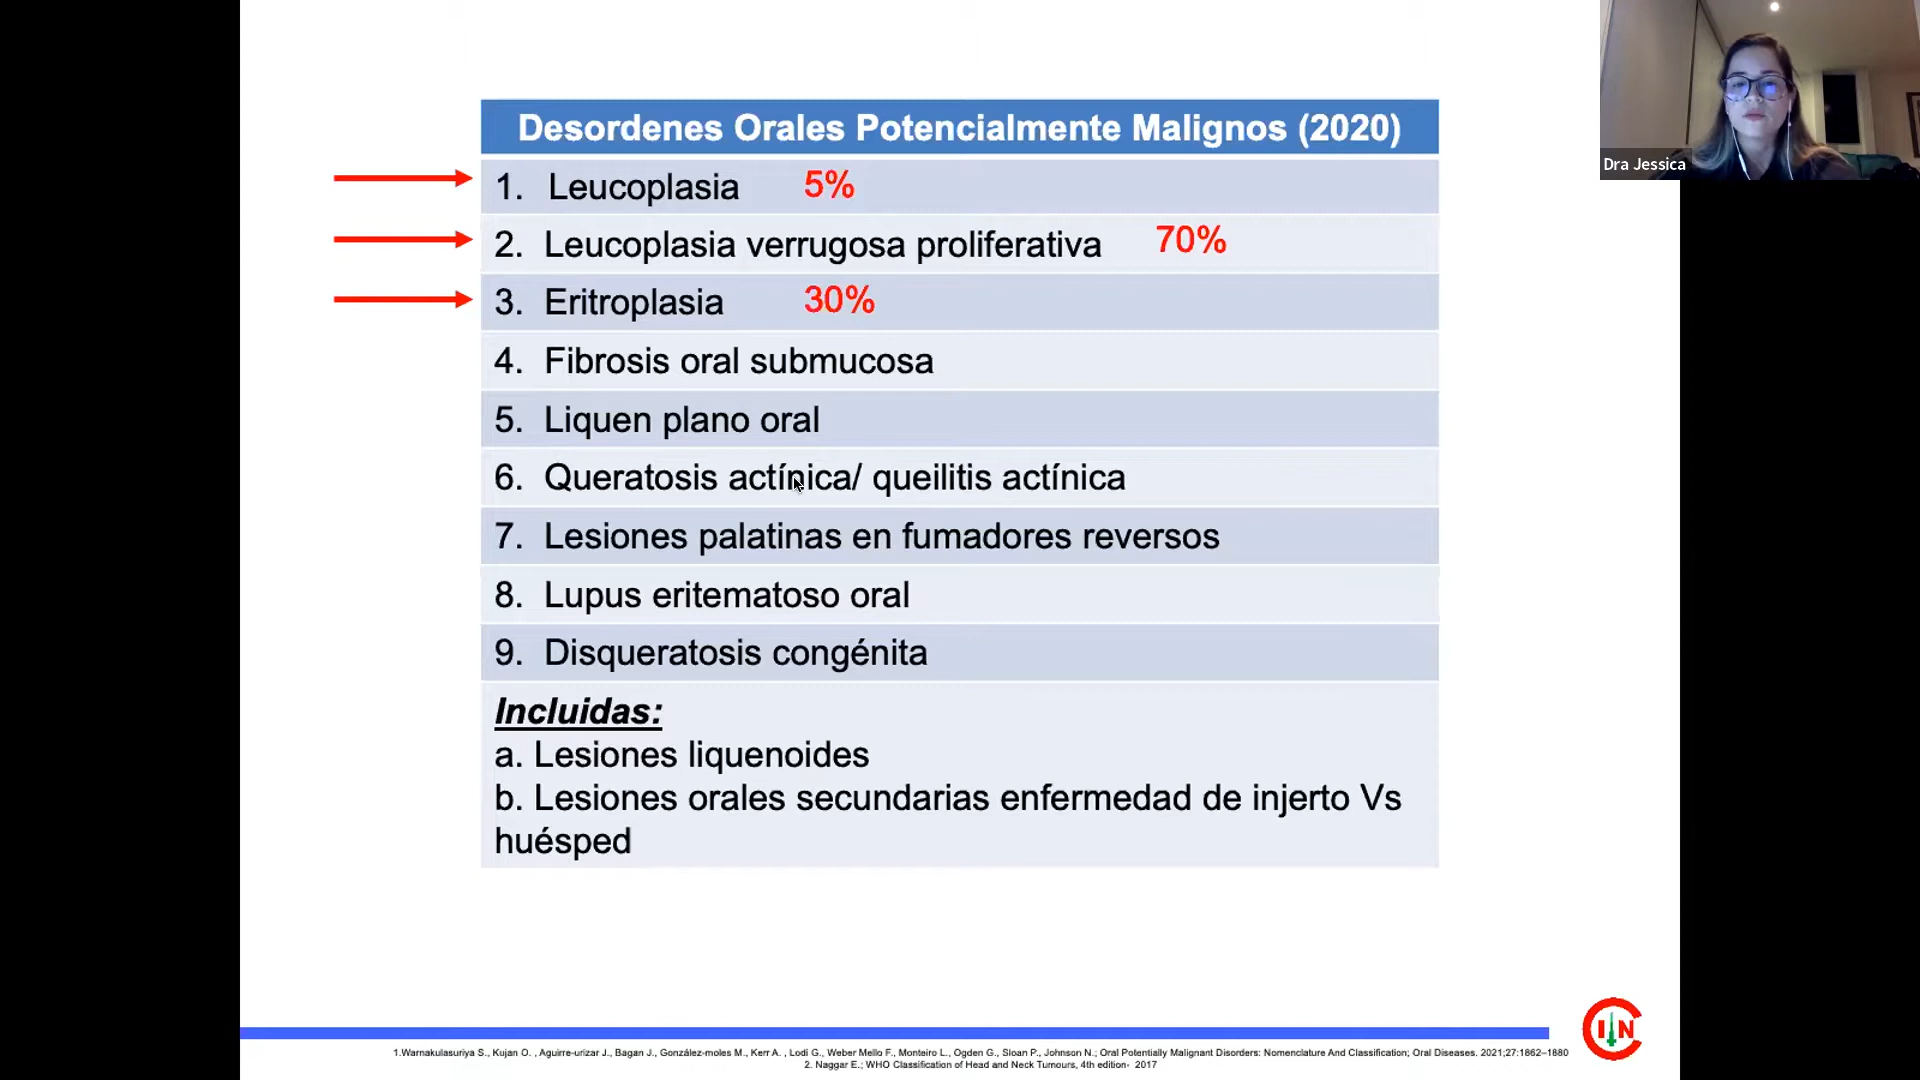 Desordenes Orales Potencialmente Malignos (2020)
1. Leucoplasia 5%
2. Leucoplasia verrugosa proliferativa 70%
3. Eritroplasia 30%
4. Fibrosis oral submucosa
5. Liquen plano oral
6. Queratosis actínica/ queilitis actínica
7. Lesiones palatinas en fumadores reversos
8. Lupus eritematoso oral
9. Disqueratosis congénita
Incluidas:
a. Lesiones liquenoides
b. Lesiones orales secundarias enfermedad de injerto Vs
huésped
Dra Jessica
1.Warnakulasuriya S., Kujan O. , Aguirre-urizar J., Bagan J., González-moles M., Kerr A. , Lodi G., Weber Mello F., Monteiro L., Ogden G., Sloan P., Johnson N.; Oral Potentially Malignant Disorders: Nomenclature And Classification; Oral Diseases. 2021;27:1862–1880
2. Naggar E.; WHO Classification of Head and Neck Tumours, 4th edition- 2017
CIIN